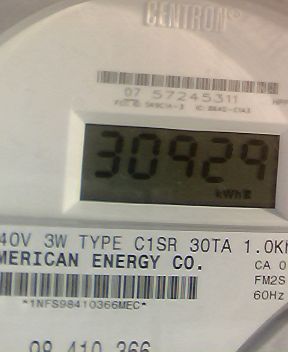 CENTRON®
07 57245311
30929
kWh
40V 3W TYPE C1SR 30TA 1.0K
MERICAN ENERGY CO.
CA 0
FM2S
60Hz
*1NFS98410366MEC*
98 410 366